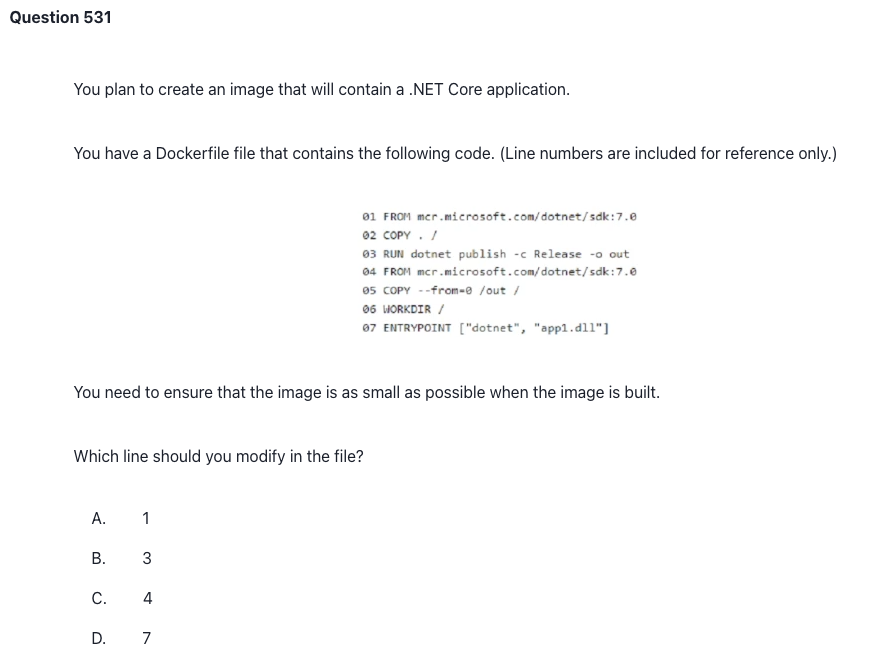 Question 531
You plan to create an image that will contain a .NET Core application.
You have a Dockerfile file that contains the following code. (Line numbers are included for reference only.)
01 FROM mcr.microsoft.com/dotnet/sdk:7.0
02 COPY . /
03 RUN dotnet publish -c Release -o out
04 FROM mcr.microsoft.com/dotnet/sdk:7.0
05 COPY --from=0 /out /
06 WORKDIR /
07 ENTRYPOINT ["dotnet", "app1.dll"]
You need to ensure that the image is as small as possible when the image is built.
Which line should you modify in the file?
A. 1
B. 3
C. 4
D. 7